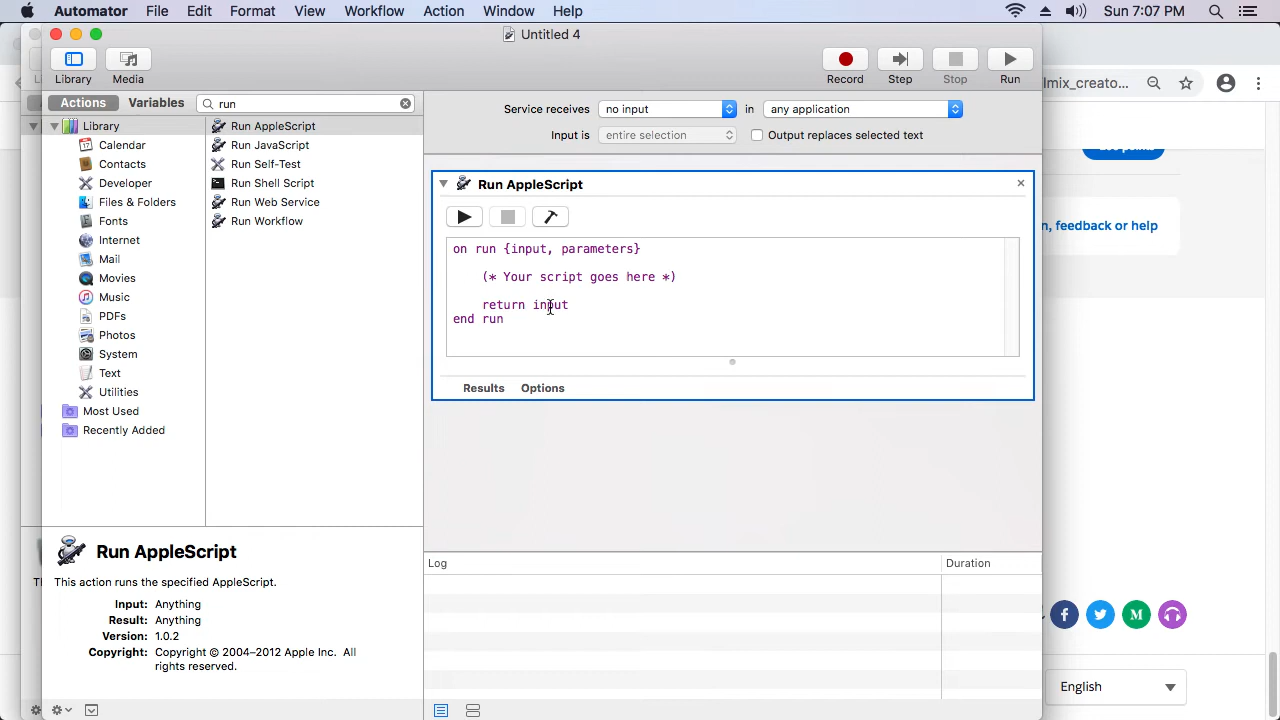 Automator File Edit Format View Workflow Action Window Help Sun 7:07 PM
Untitled 4
Library Media Record Step Stop Run
lmix_creato...
Actions Variables run
Service receives no input in any application
Input is entire selection Output replaces selected text
Library
Calendar
Contacts
Developer
Files & Folders
Fonts
Internet
Mail
Movies
Music
PDFs
Photos
System
Text
Utilities
Most Used
Recently Added
Run AppleScript
Run JavaScript
Run Self-Test
Run Shell Script
Run Web Service
Run Workflow
Run AppleScript
on run {input, parameters}
(* Your script goes here *)
return input
end run
Results Options
n, feedback or help
Run AppleScript
This action runs the specified AppleScript.
Input: Anything
Result: Anything
Version: 1.0.2
Copyright: Copyright © 2004–2012 Apple Inc. All
rights reserved.
Log Duration
English